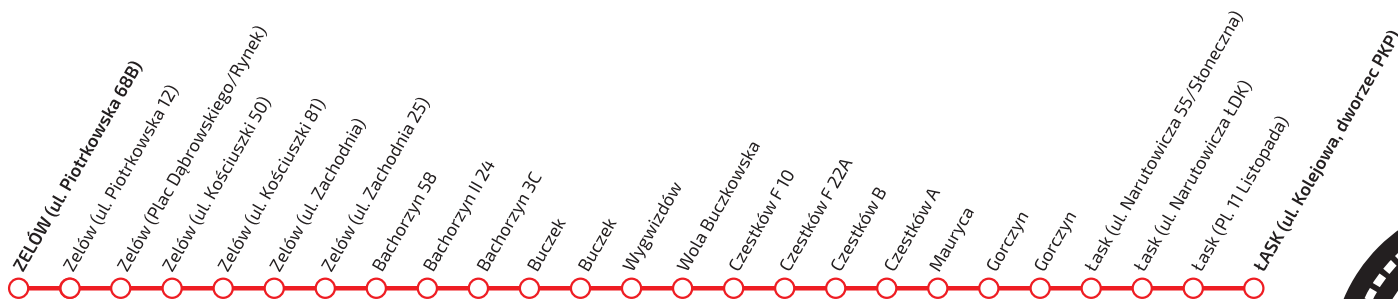 ZELÓW (ul. Piotrkowska 68B)
Zelów (ul. Piotrkowska 12)
Zelów (Plac Dąbrowskiego/Rynek)
Zelów (ul. Kościuszki 50)
Zelów (ul. Kościuszki 81)
Zelów (ul. Zachodnia)
Zelów (ul. Zachodnia 25)
Bachorzyn 58
Bachorzyn II 24
Bachorzyn 3C
Buczek
Buczek
Wygwizdów
Wola Buczkowska
Czestków F 10
Czestków F 22A
Czestków B
Czestków A
Mauryca
Gorczyn
Gorczyn
Łask (ul. Narutowicza 55/Słoneczna)
Łask (ul. Narutowicza ŁDK)
Łask (Pl. 11 Listopada)
ŁASK (ul. Kolejowa, dworzec PKP)